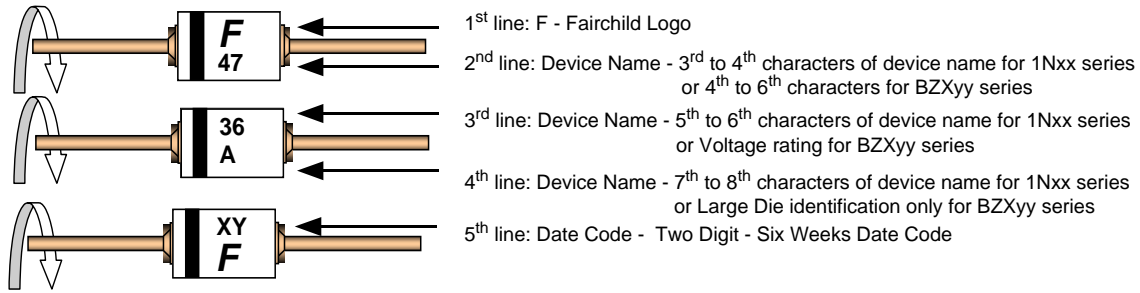 F
47
36
A
XY
F
1st line: F - Fairchild Logo
2nd line: Device Name - 3rd to 4th characters of device name for 1Nxx series
or 4th to 6th characters for BZXyy series
3rd line: Device Name - 5th to 6th characters of device name for 1Nxx series
or Voltage rating for BZXyy series
4th line: Device Name - 7th to 8th characters of device name for 1Nxx series
or Large Die identification only for BZXyy series
5th line: Date Code - Two Digit - Six Weeks Date Code